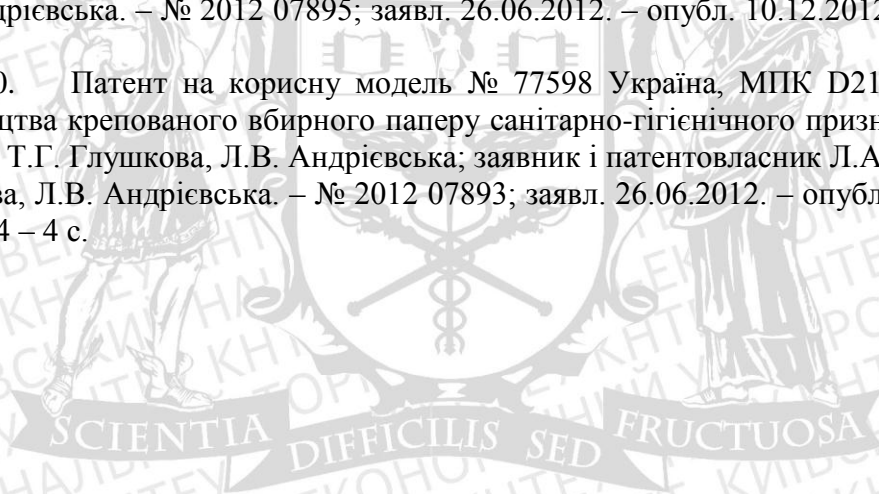 дрієвська. – № 2012 07895; заявл. 26.06.2012. – опубл. 10.12.2012
0. Патент на корисну модель № 77598 Україна, МПК D21
цтва крепованого вбирного паперу санітарно-гігієнічного призн
Т.Г. Глушкова, Л.В. Андрієвська; заявник і патентовласник Л.А
ва, Л.В. Андрієвська. – № 2012 07893; заявл. 26.06.2012. – опубл
4 – 4 с.
SCIENTIA DIFFICILIS SED FRUCTUOSA